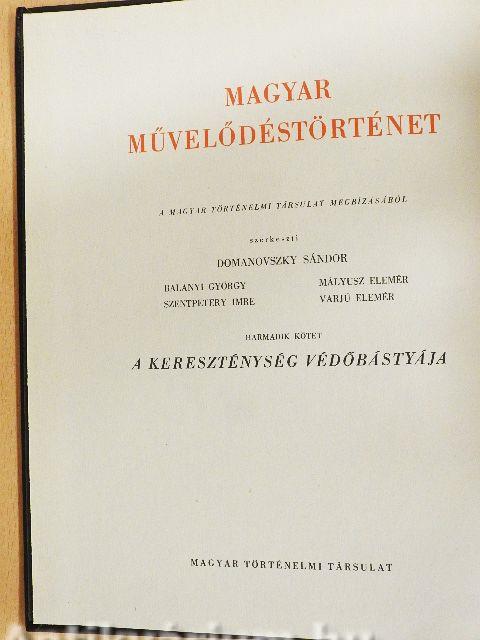 MAGYAR
MŰVELŐDÉSTÖRTÉNET
A MAGYAR TÖRTÉNELMI TÁRSULAT MEGBÍZÁSÁBÓL
szerkeszti
DOMANOVSZKY SÁNDOR
BALANYI GYÖRGY MÁLYUSZ ELEMÉR
SZENTPÉTERY IMRE VARJÚ ELEMÉR
HARMADIK KÖTET
A KERESZTÉNYSÉG VÉDŐBÁSTYÁJA
MAGYAR TÖRTÉNELMI TÁRSULAT